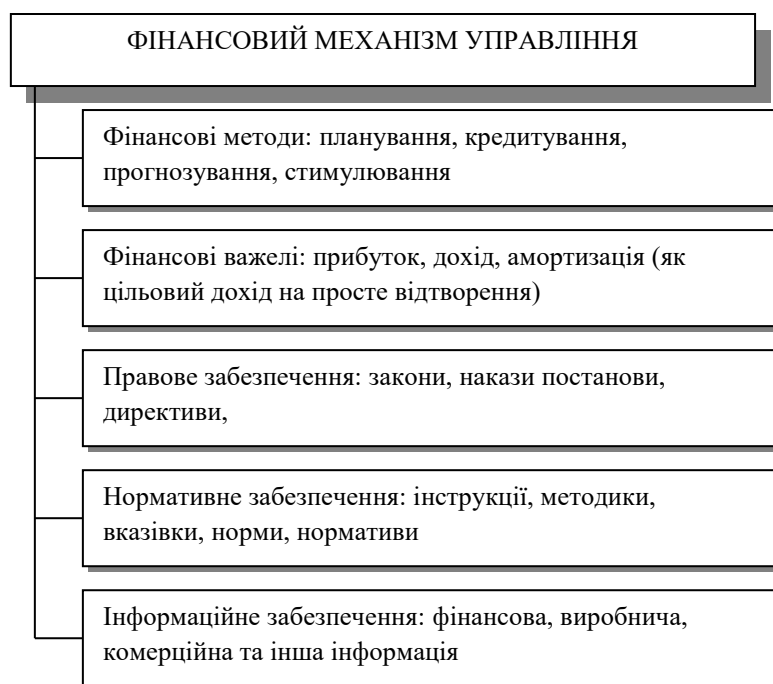 ФІНАНСОВИЙ МЕХАНІЗМ УПРАВЛІННЯ
Фінансові методи: планування, кредитування,
прогнозування, стимулювання
Фінансові важелі: прибуток, дохід, амортизація (як
цільовий дохід на просте відтворення)
Правове забезпечення: закони, накази постанови,
директиви,
Нормативне забезпечення: інструкції, методики,
вказівки, норми, нормативи
Інформаційне забезпечення: фінансова, виробнича,
комерційна та інша інформація